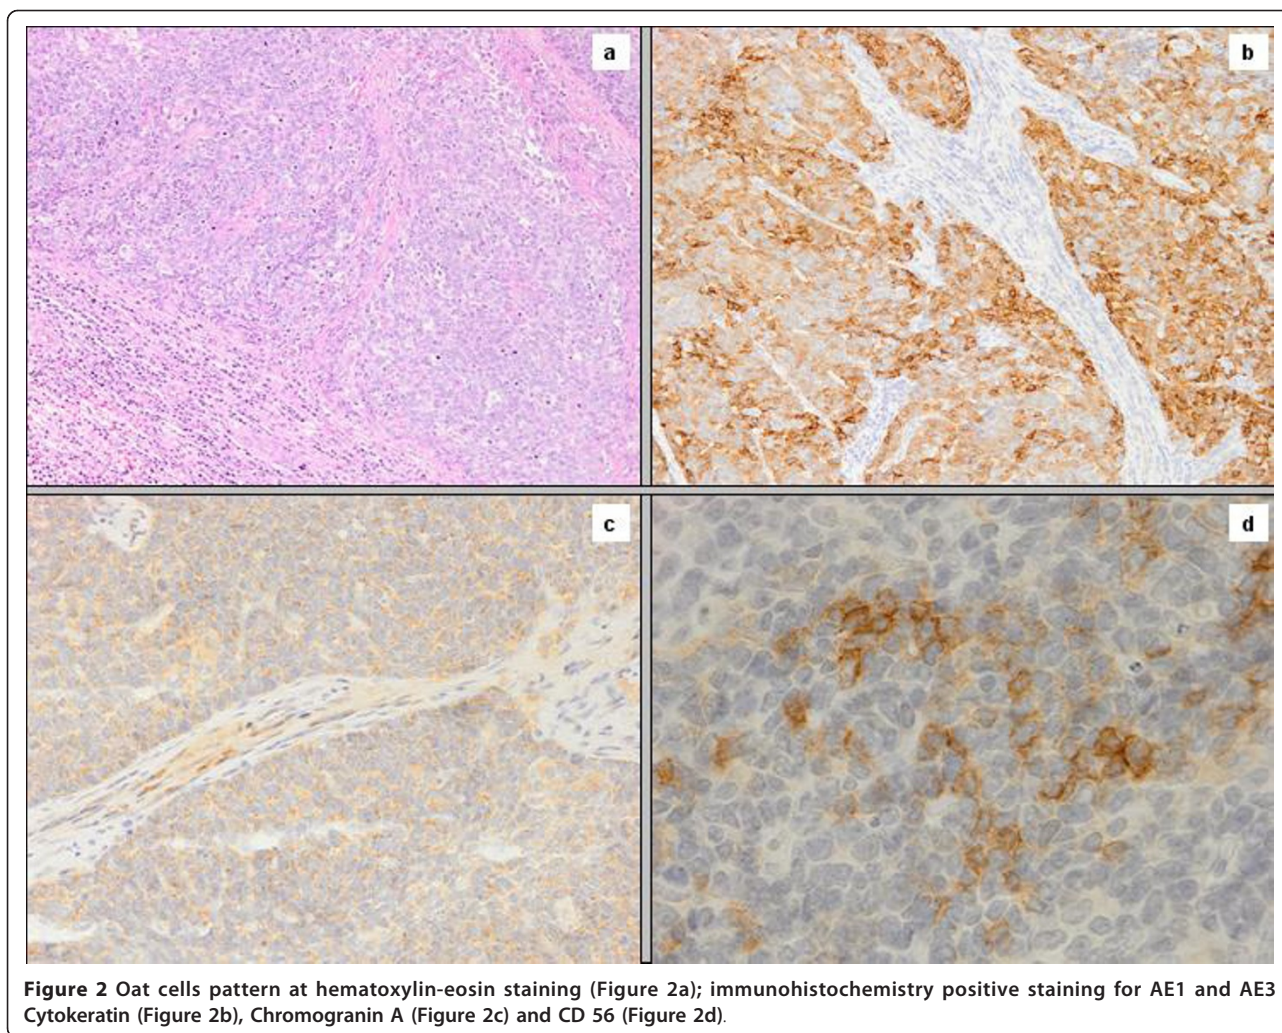 a
b
c
d
Figure 2 Oat cells pattern at hematoxylin-eosin staining (Figure 2a); immunohistochemistry positive staining for AE1 and AE3
Cytokeratin (Figure 2b), Chromogranin A (Figure 2c) and CD 56 (Figure 2d).